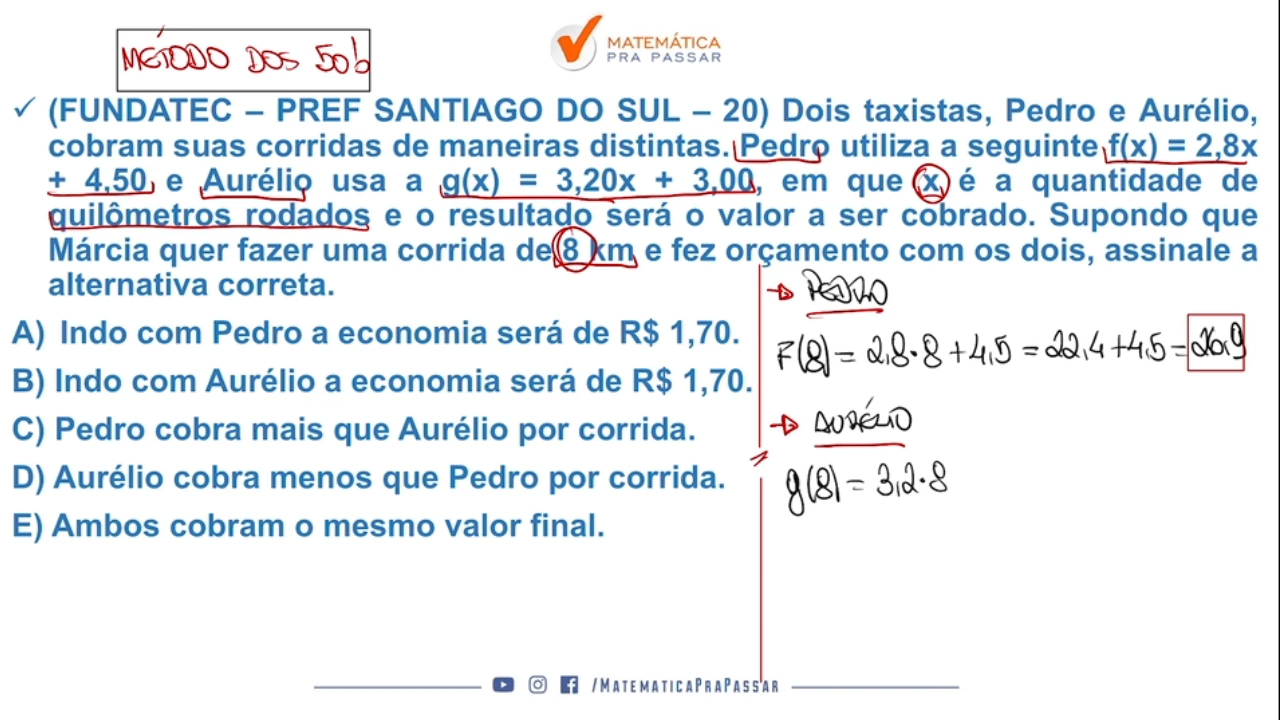 MÉTODO DOS 50%
MATEMÁTICA
PRA PASSAR
✓ (FUNDATEC – PREF SANTIAGO DO SUL – 20) Dois taxistas, Pedro e Aurélio,
cobram suas corridas de maneiras distintas. Pedro utiliza a seguinte f(x) = 2,8x
+ 4,50 e Aurélio usa a g(x) = 3,20x + 3,00, em que x é a quantidade de
quilômetros rodados e o resultado será o valor a ser cobrado. Supondo que
Márcia quer fazer uma corrida de 8 km e fez orçamento com os dois, assinale a
alternativa correta.
A) Indo com Pedro a economia será de R$ 1,70.
B) Indo com Aurélio a economia será de R$ 1,70.
C) Pedro cobra mais que Aurélio por corrida.
D) Aurélio cobra menos que Pedro por corrida.
E) Ambos cobram o mesmo valor final.
→ PEDRO
F(8) = 2,8·8 + 4,5 = 22,4 + 4,5 = 26,9
→ AURÉLIO
g(8) = 3,2·8
/MATEMATICAPRAPASSAR